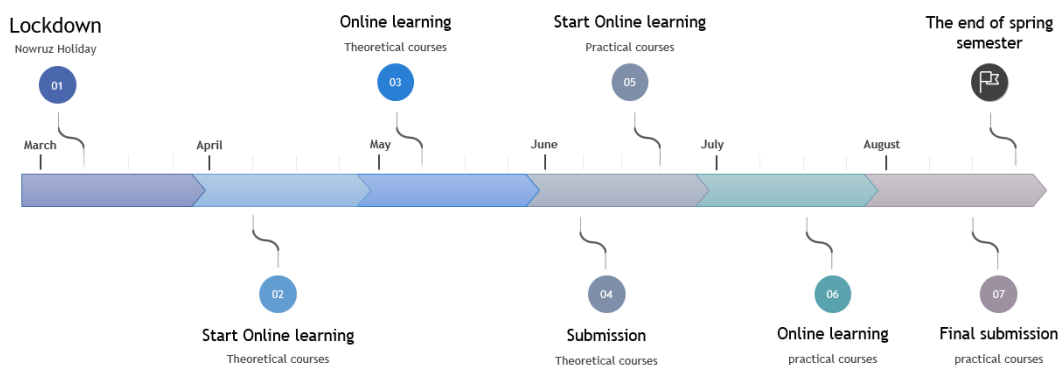 Lockdown
Nowruz Holiday
01
Online learning
Theoretical courses
03
Start Online learning
Practical courses
05
The end of spring
semester
March
April
May
June
July
August
02
Start Online learning
Theoretical courses
04
Submission
Theoretical courses
06
Online learning
practical courses
07
Final submission
practical courses